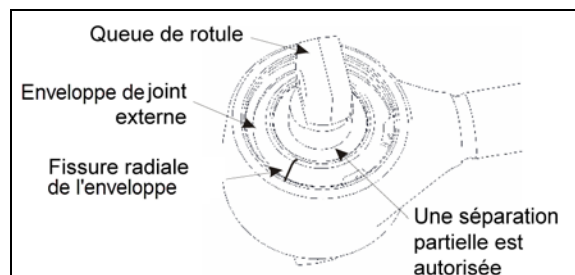 Queue de rotule
Enveloppe de joint
externe
Fissure radiale
de l'enveloppe
Une séparation
partielle est
autorisée